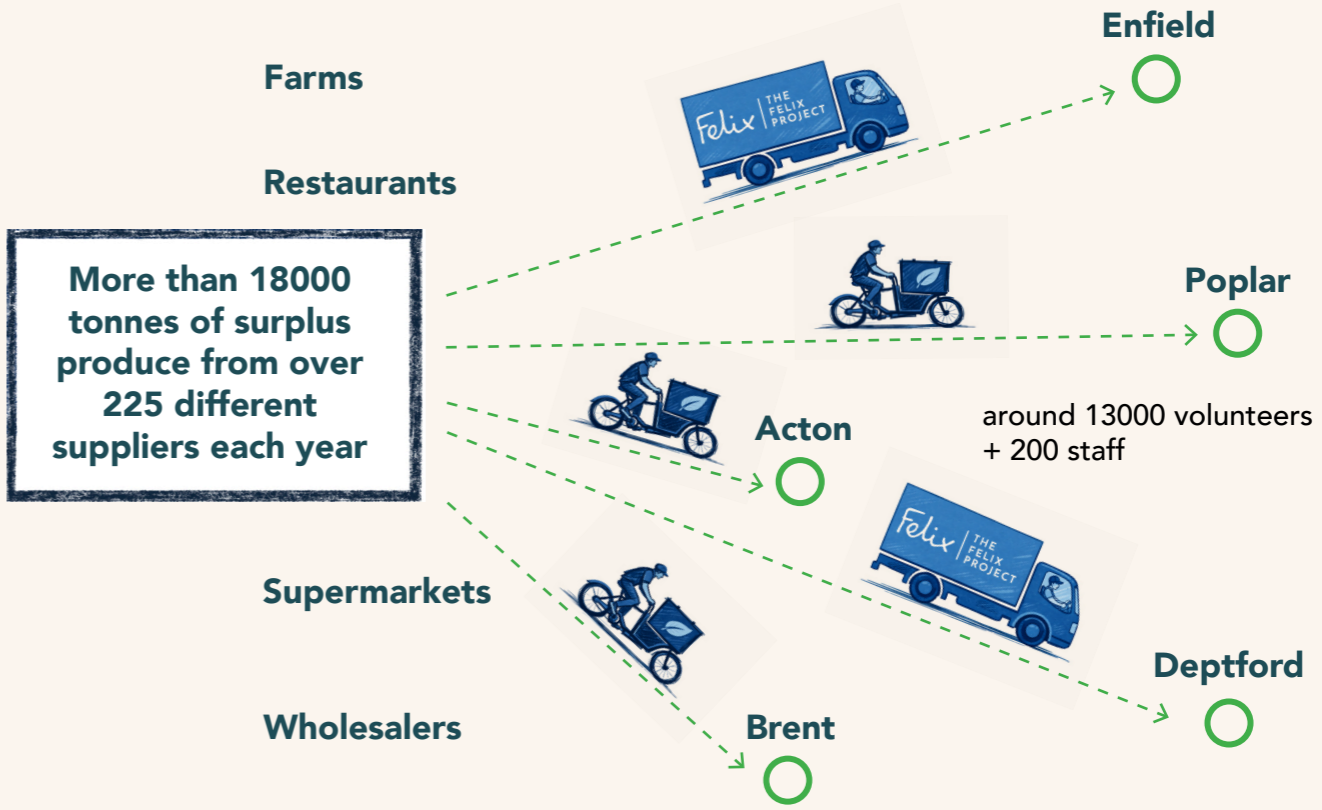 Enfield
Farms
Felix
THE
FELIX
PROJECT
Restaurants
More than 18000
tonnes of surplus
produce from over
225 different
suppliers each year
Poplar
Acton
around 13000 volunteers
+ 200 staff
Felix
THE
FELIX
PROJECT
Supermarkets
Deptford
Wholesalers
Brent